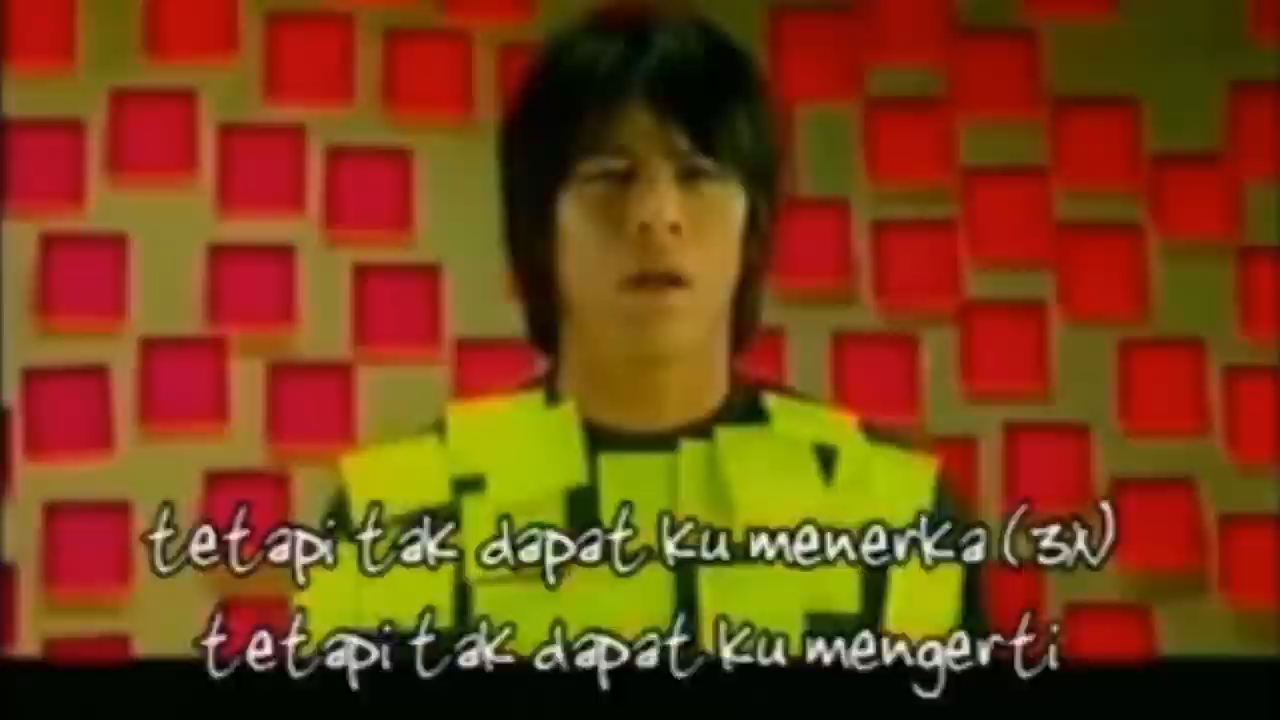 tetapi tak dapat ku menerka (3x)
tetapi tak dapat ku mengerti